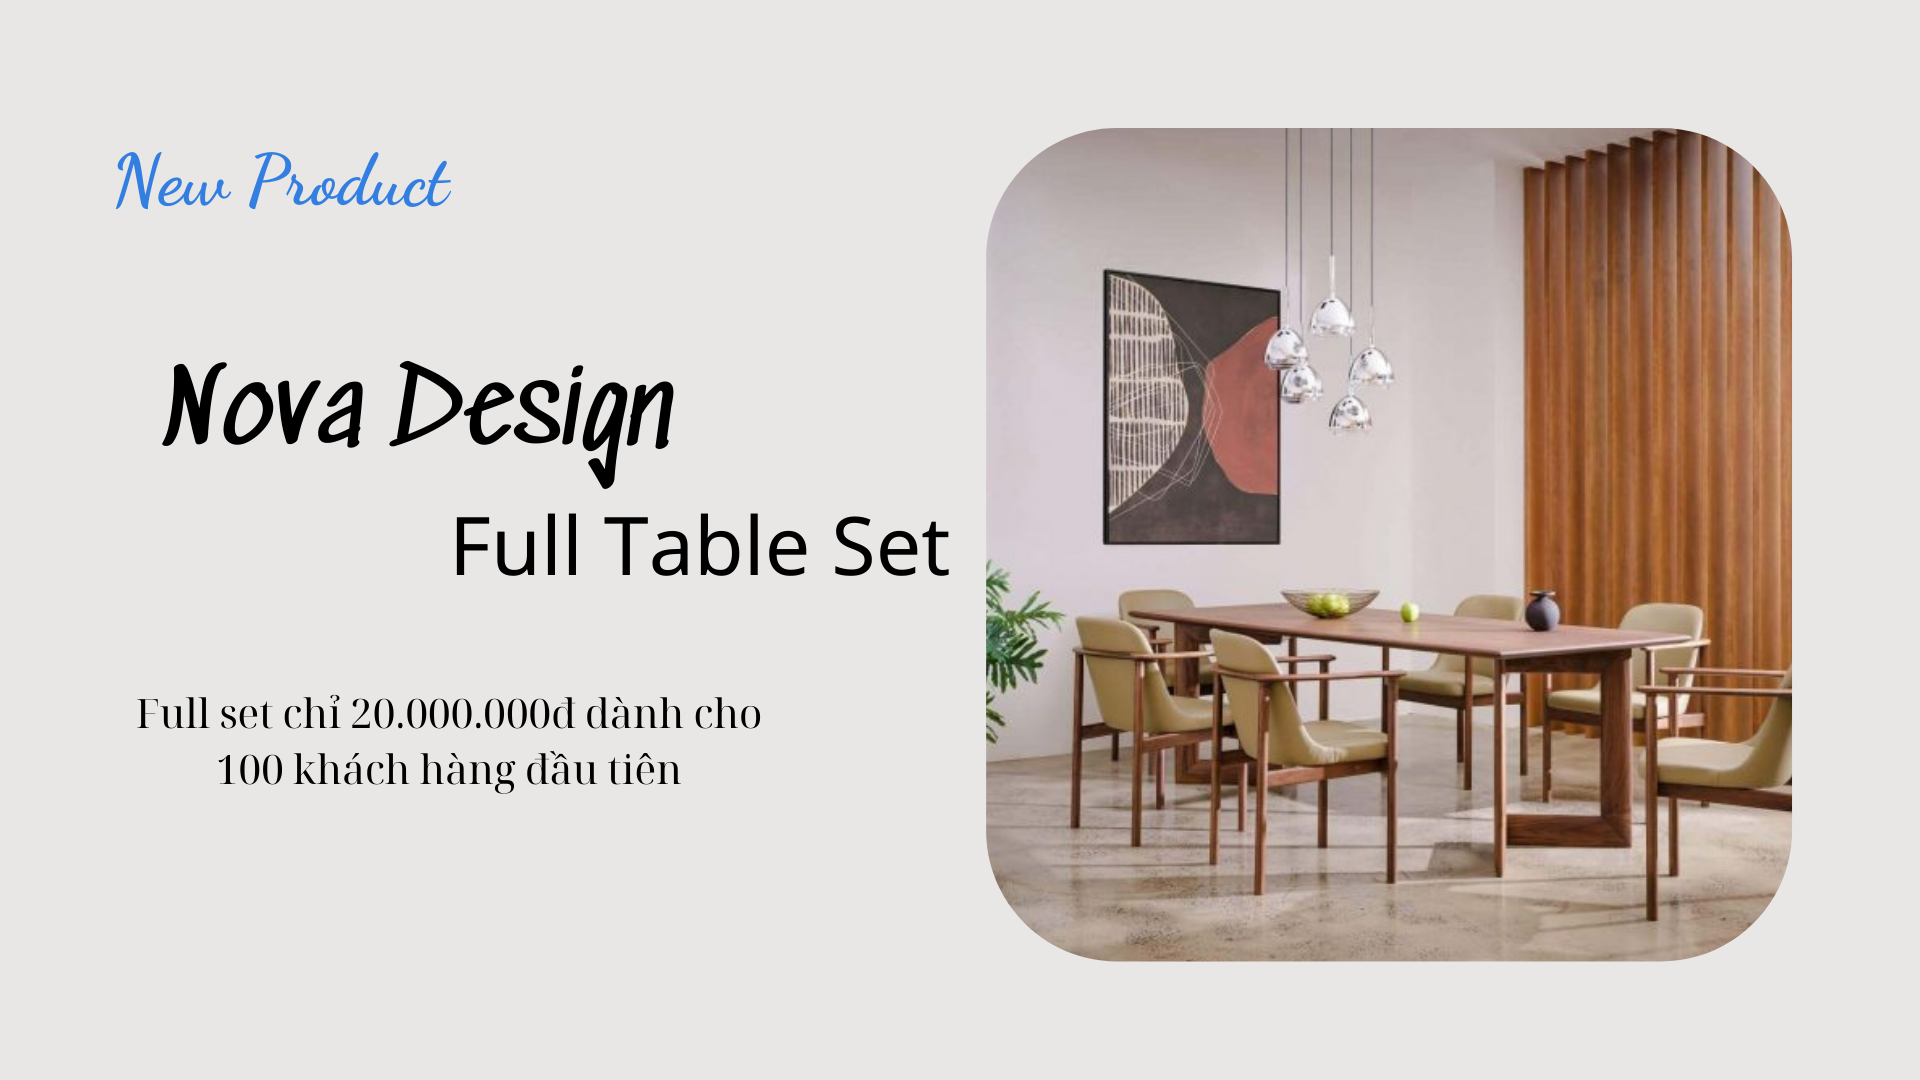 New Product
Nova Design
Full Table Set
Full set chỉ 20.000.000đ dành cho
100 khách hàng đầu tiên